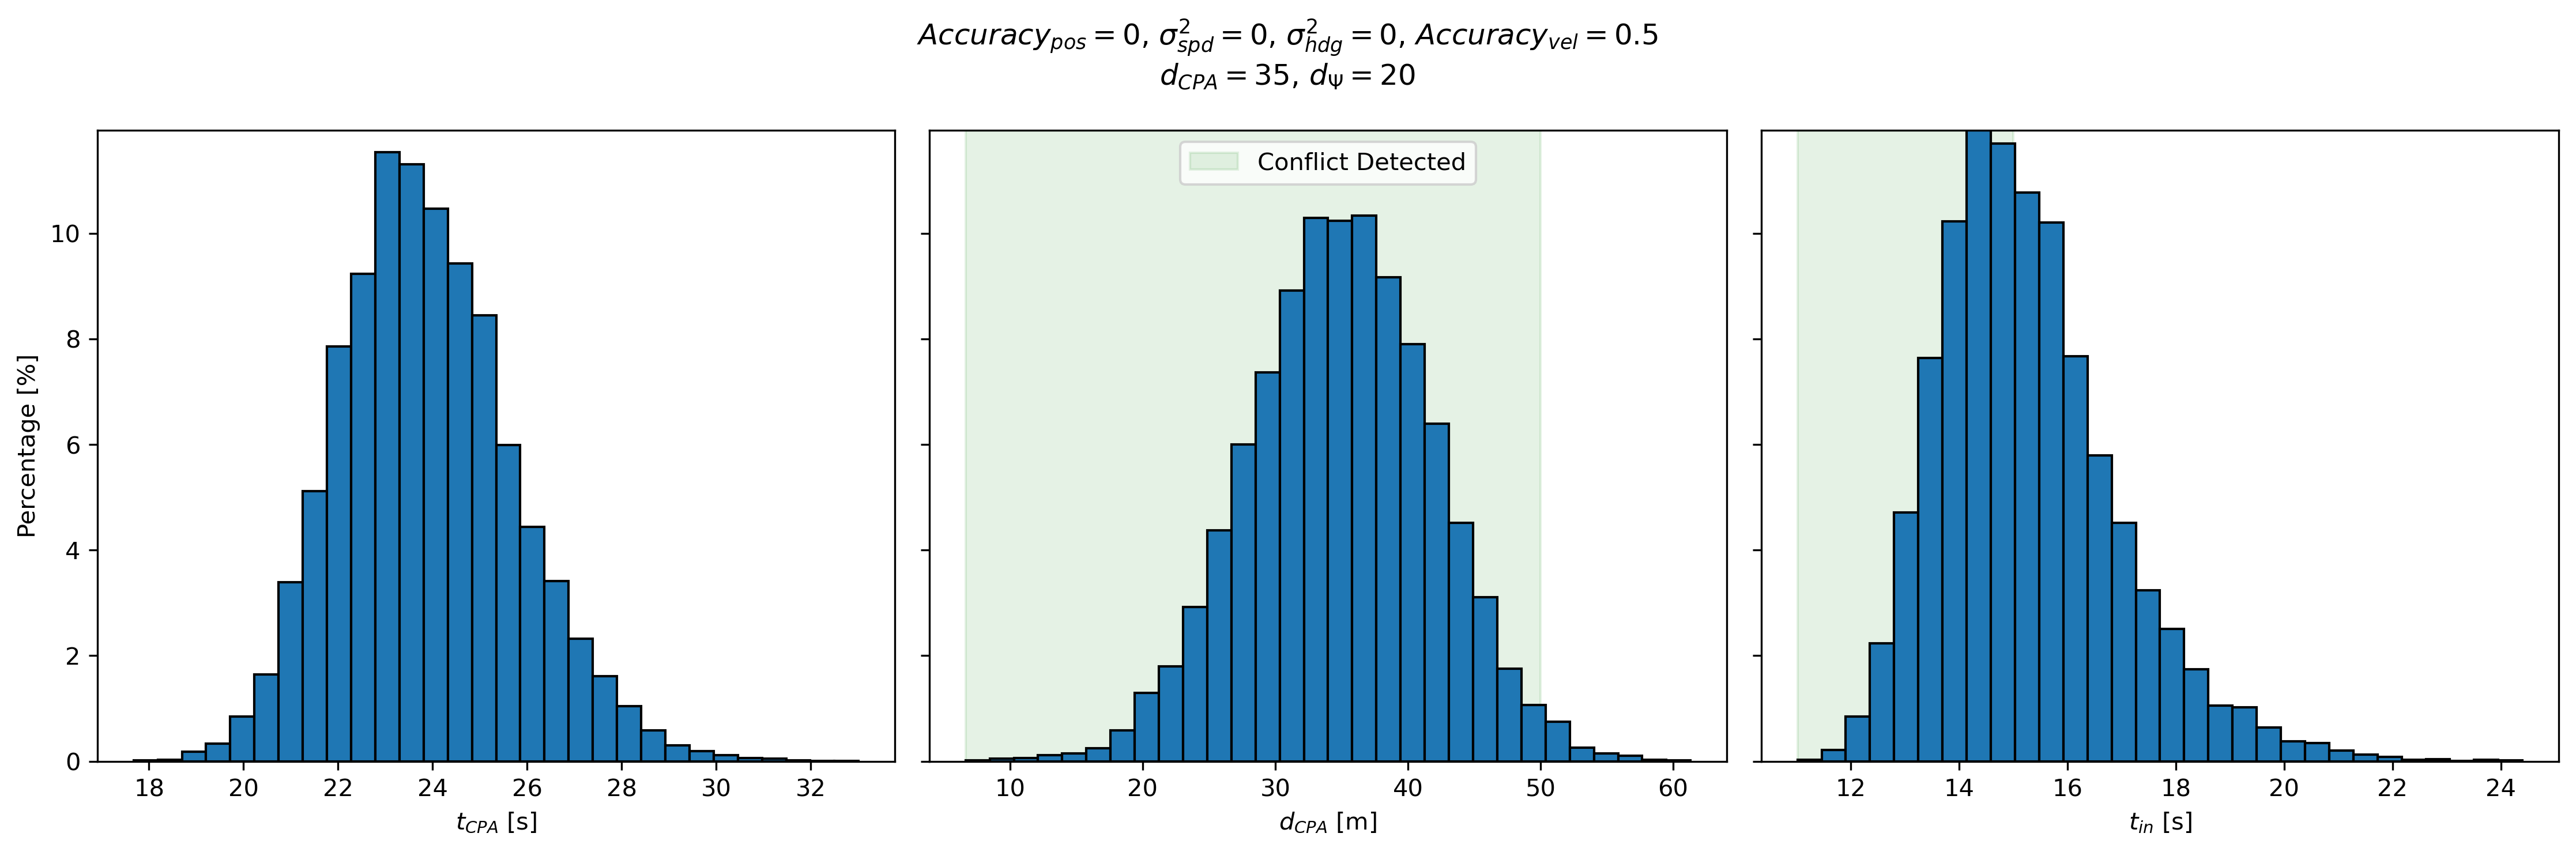 Accuracy_pos = 0, σ²_spd = 0, σ²_hdg = 0, Accuracy_vel = 0.5
d_CPA = 35, d_Ψ = 20
Conflict Detected
Percentage [%]
10
8
6
4
2
0
18 20 22 24 26 28 30 32
10 20 30 40 50 60
12 14 16 18 20 22 24
t_CPA [s]
d_CPA [m]
t_in [s]